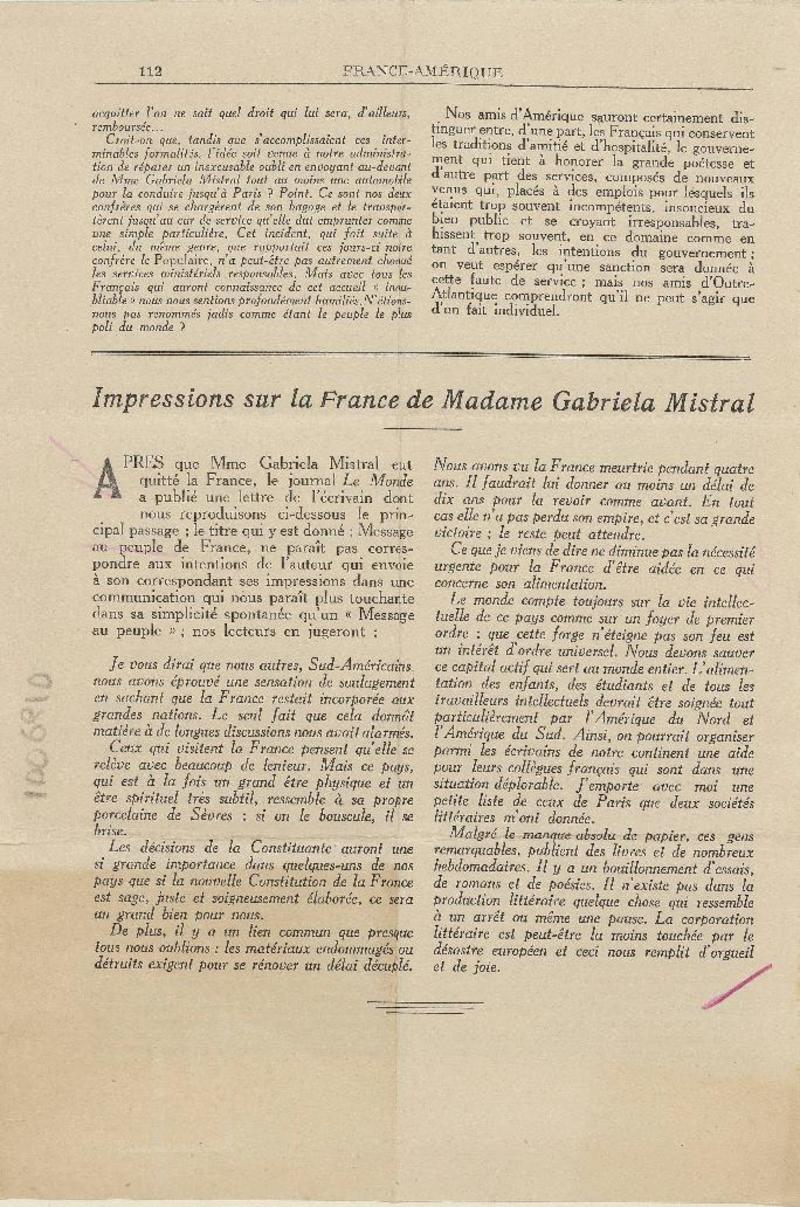 112
FRANCE-AMÉRIQUE
acquitter l'on ne sait quel droit qui lui sera, d'ailleurs,
remboursée...
Croit-on que, tandis que s'accomplissaient ces inter-
minables formalités, l'idée soit venue à notre administra-
tion de réparer un inexcusable oubli en envoyant au-devant
de Mme Gabriela Mistral tout au moins une automobile
pour la conduire jusqu'à Paris ? Point. Ce sont nos deux
confrères qui se chargèrent de son bagage et le transpor-
tèrent jusqu'au car de service qu'elle dut emprunter comme
une simple particulière. Cet incident, qui fait suite à
celui, du même genre, que rapportait ces jours-ci notre
confrère le Populaire, n'a peut-être pas autrement choqué
les services ministériels responsables. Mais avec tous les
Français qui auront connaissance de cet accueil « inou-
bliable » nous nous sentions profondément humiliés. N'étions-
nous pas renommés jadis comme étant le peuple le plus
poli du monde ?
Nos amis d'Amérique sauront certainement dis-
tinguer entre, d'une part, les Français qui conservent
les traditions d'amitié et d'hospitalité, le gouverne-
ment qui tient à honorer la grande poétesse et
d'autre part des services, composés de nouveaux
venus qui, placés à des emplois pour lesquels ils
étaient trop souvent incompétents, insoucieux du
bien public et se croyant irresponsables, tra-
hissent trop souvent, en ce domaine comme en
tant d'autres, les intentions du gouvernement ;
on veut espérer qu'une sanction sera donnée à
cette faute de service ; mais nos amis d'Outre-
Atlantique comprendront qu'il ne peut s'agir que
d'un fait individuel.
Impressions sur la France de Madame Gabriela Mistral
APRES que Mme Gabriela Mistral eut
quitté la France, le journal Le Monde
a publié une lettre de l'écrivain dont
nous reproduisons ci-dessous le prin-
cipal passage ; le titre qui y est donné : Message
au peuple de France, ne paraît pas corres-
pondre aux intentions de l'auteur qui envoie
à son correspondant ses impressions dans une
communication qui nous paraît plus touchante
dans sa simplicité spontanée qu'un « Message
au peuple » ; nos lecteurs en jugeront :
Je vous dirai que nous autres, Sud-Américains,
nous avons éprouvé une sensation de soulagement
en sachant que la France restait incorporée aux
grandes nations. Le seul fait que cela donnât
matière à de longues discussions nous avait alarmés.
Ceux qui visitent la France pensent qu'elle se
relève avec beaucoup de lenteur. Mais ce pays,
qui est à la fois un grand être physique et un
être spirituel très subtil, ressemble à sa propre
porcelaine de Sèvres : si on le bouscule, il se
brise.
Les décisions de la Constituante auront une
si grande importance dans quelques-uns de nos
pays que si la nouvelle Constitution de la France
est sage, juste et soigneusement élaborée, ce sera
un grand bien pour nous.
De plus, il y a un lien commun que presque
tous nous oublions : les matériaux endommagés ou
détruits exigent pour se rénover un délai décuplé.
Nous avons vu la France meurtrie pendant quatre
ans. Il faudrait lui donner au moins un délai de
dix ans pour la revoir comme avant. En tout
cas elle n'a pas perdu son empire, et c'est sa grande
victoire ; le reste peut attendre.
Ce que je viens de dire ne diminue pas la nécessité
urgente pour la France d'être aidée en ce qui
concerne son alimentation.
Le monde compte toujours sur la vie intellec-
tuelle de ce pays comme sur un foyer de premier
ordre ; que cette forge n'éteigne pas son feu est
un intérêt d'ordre universel. Nous devons sauver
ce capital actif qui sert au monde entier. L'alimen-
tation des enfants, des étudiants et de tous les
travailleurs intellectuels devrait être soignée tout
particulièrement par l'Amérique du Nord et
l'Amérique du Sud. Ainsi, on pourrait organiser
parmi les écrivains de notre continent une aide
pour leurs collègues français qui sont dans une
situation déplorable. J'emporte avec moi une
petite liste de ceux de Paris que deux sociétés
littéraires m'ont donnée.
Malgré le manque absolu de papier, ces gens
remarquables, publient des livres et de nombreux
hebdomadaires. Il y a un bouillonnement d'essais,
de romans et de poésies. Il n'existe pas dans la
production littéraire quelque chose qui ressemble
à un arrêt ou même une pause. La corporation
littéraire est peut-être la moins touchée par le
désastre européen et ceci nous remplit d'orgueil
et de joie.